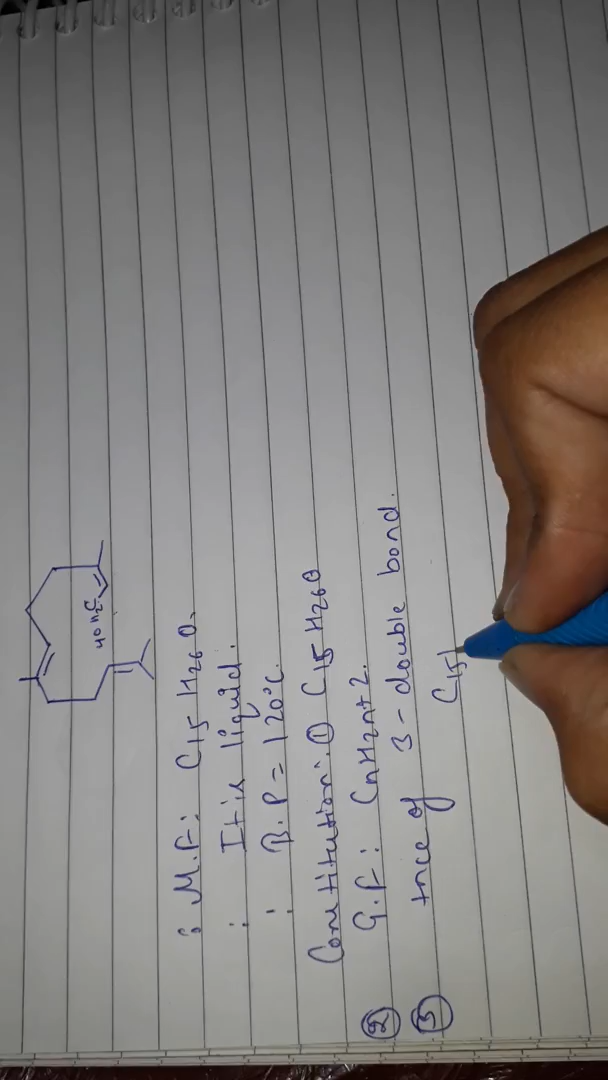 CH₂OH
: M.F: C15 H26 O.
: It is liquid.
: B.P = 120°C.
Constitution: ① C15 H26 O
② G.F: CnH2n+2.
③ tnce of 3 - double bond.
C15